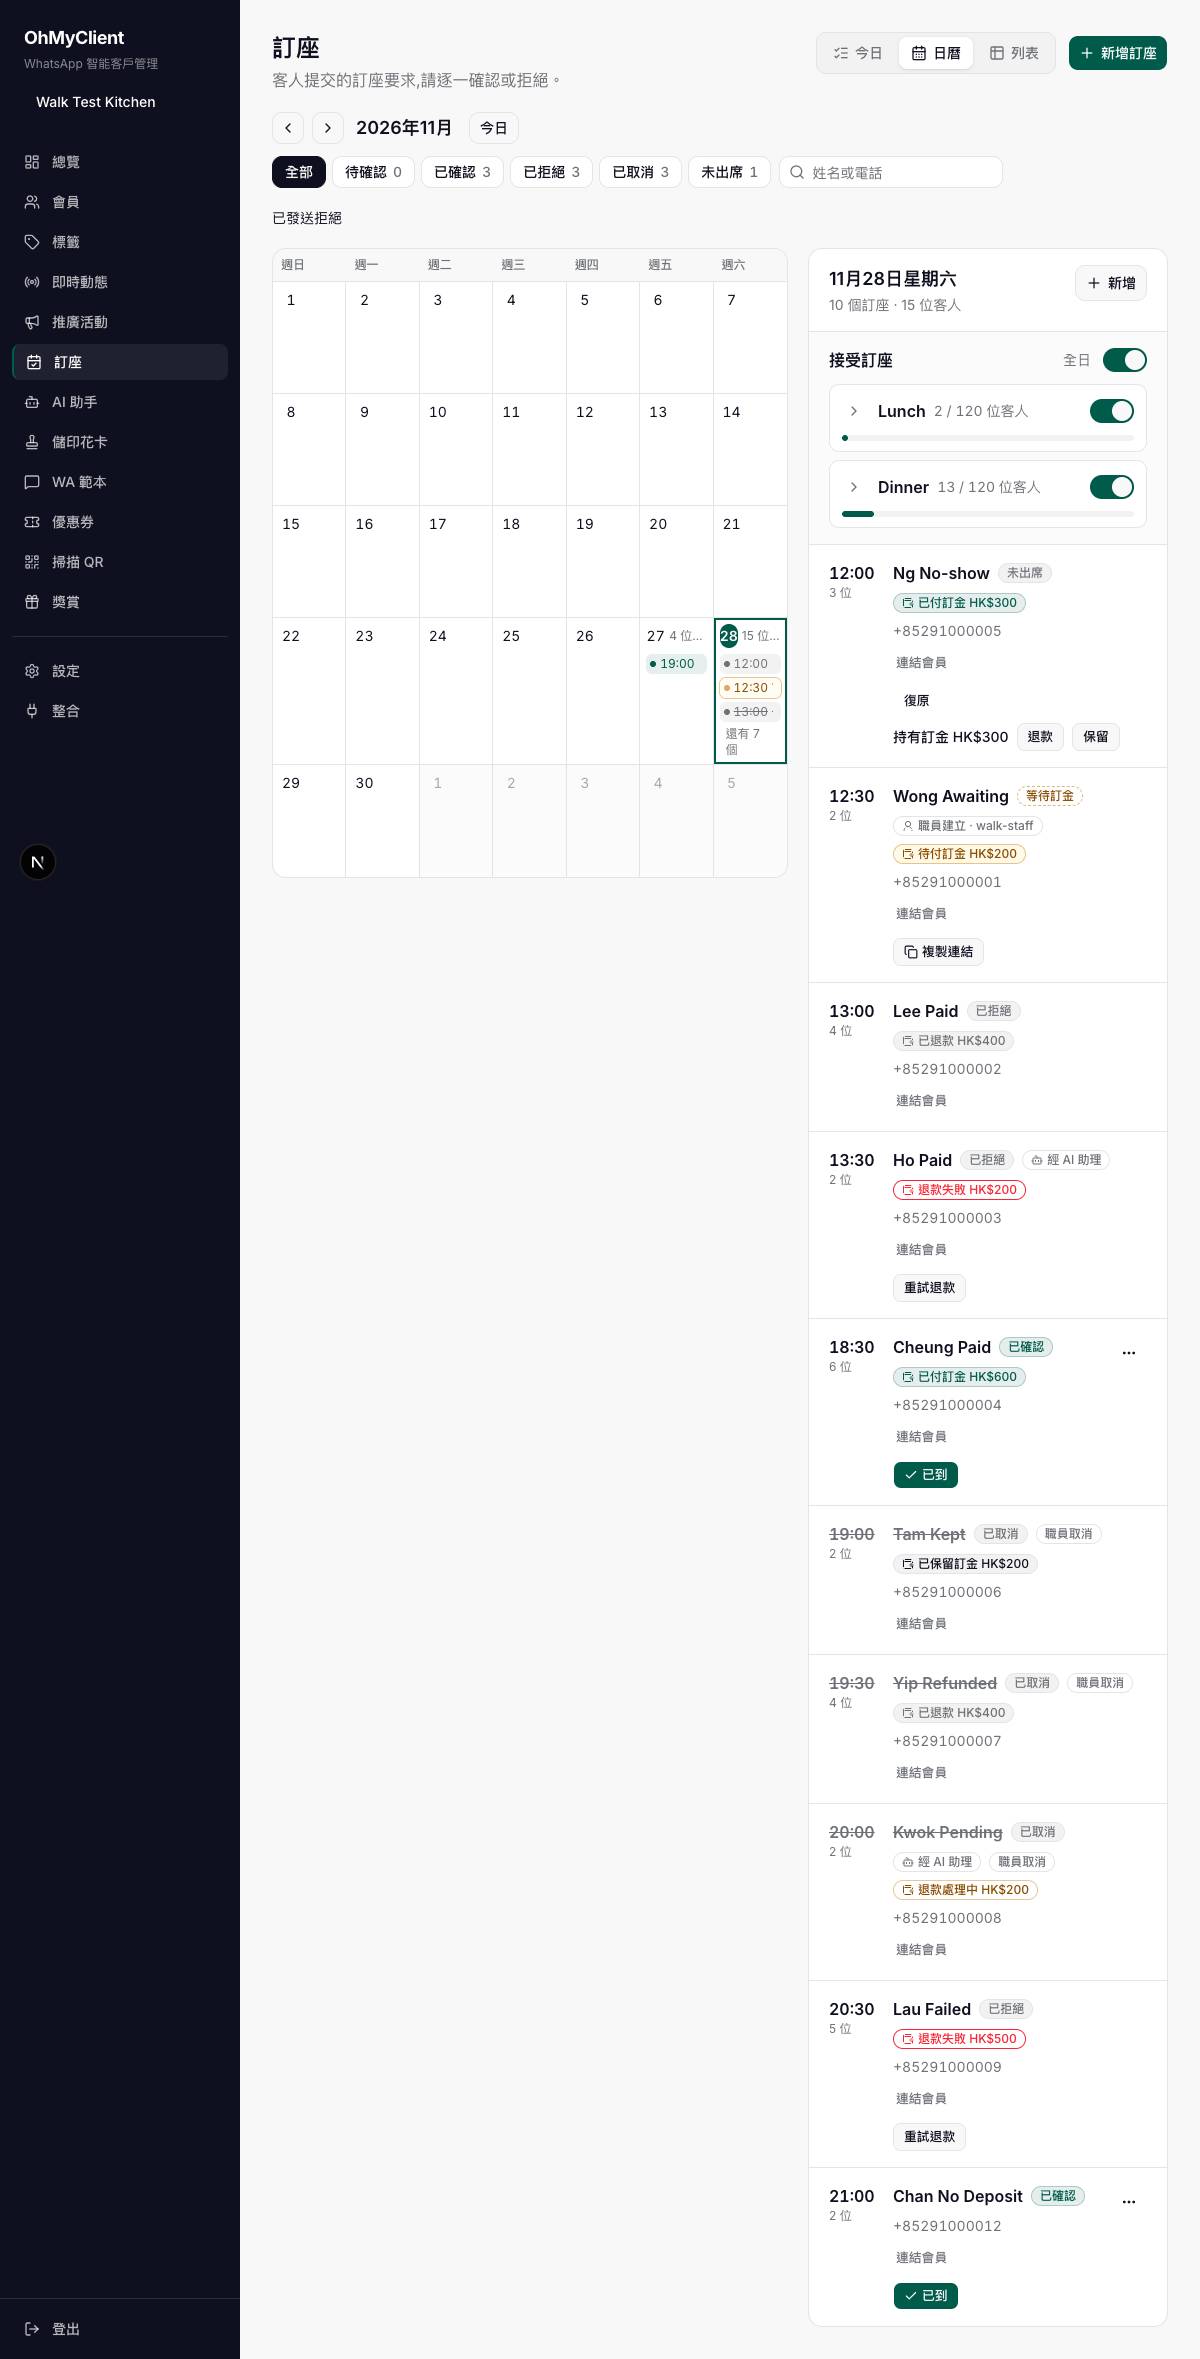 OhMyClient
WhatsApp 智能客戶管理
Walk Test Kitchen
總覽
會員
標籤
即時動態
推廣活動
訂座
AI 助手
儲印花卡
WA 範本
優惠券
掃描 QR
獎賞
設定
整合
N
登出
訂座
客人提交的訂座要求,請逐一確認或拒絕。
今日 日曆 列表
新增訂座
2026年11月 今日
全部 待確認 0 已確認 3 已拒絕 3 已取消 3 未出席 1 姓名或電話
已發送拒絕
週日 週一 週二 週三 週四 週五 週六
1 2 3 4 5 6 7
8 9 10 11 12 13 14
15 16 17 18 19 20 21
22 23 24 25 26 27 4 位... 28 15 位...
19:00
12:00
12:30
13:00
還有 7
個
29 30 1 2 3 4 5
11月28日星期六
10 個訂座 · 15 位客人
新增
接受訂座 全日
Lunch 2 / 120 位客人
Dinner 13 / 120 位客人
12:00 Ng No-show 未出席
3 位
已付訂金 HK$300
+85291000005
連結會員
復原
持有訂金 HK$300 退款 保留
12:30 Wong Awaiting 等待訂金
2 位
職員建立 · walk-staff
待付訂金 HK$200
+85291000001
連結會員
複製連結
13:00 Lee Paid 已拒絕
4 位
已退款 HK$400
+85291000002
連結會員
13:30 Ho Paid 已拒絕 經 AI 助理
2 位
退款失敗 HK$200
+85291000003
連結會員
重試退款
18:30 Cheung Paid 已確認 ...
6 位
已付訂金 HK$600
+85291000004
連結會員
已到
19:00 Tam Kept 已取消 職員取消
2 位
已保留訂金 HK$200
+85291000006
連結會員
19:30 Yip Refunded 已取消 職員取消
4 位
已退款 HK$400
+85291000007
連結會員
20:00 Kwok Pending 已取消
2 位
經 AI 助理 職員取消
退款處理中 HK$200
+85291000008
連結會員
20:30 Lau Failed 已拒絕
5 位
退款失敗 HK$500
+85291000009
連結會員
重試退款
21:00 Chan No Deposit 已確認 ...
2 位
+85291000012
連結會員
已到